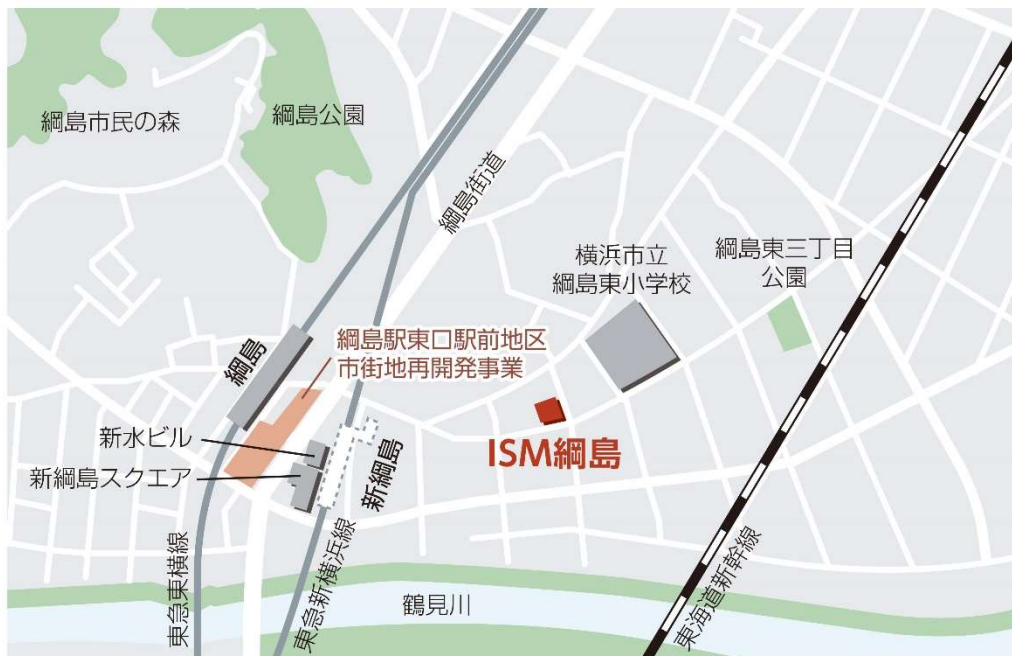 綱島市民の森
綱島公園
綱島街道
横浜市立
綱島東小学校
綱島東三丁目
公園
綱島駅東口駅前地区
市街地再開発事業
綱島
新水ビル
新綱島スクエア
新綱島
ISM綱島
東急東横線
東急新横浜線
鶴見川
東海道新幹線